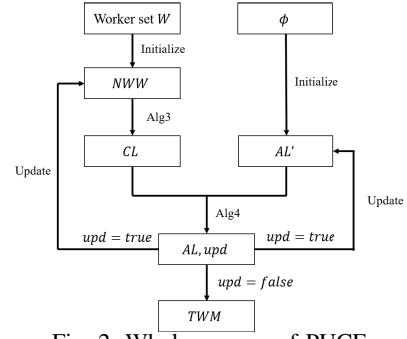 Worker set W
ϕ
Initialize
Initialize
NWW
Alg3
CL
AL'
Update
Update
Alg4
upd = true
upd = true
AL, upd
upd = false
TWM